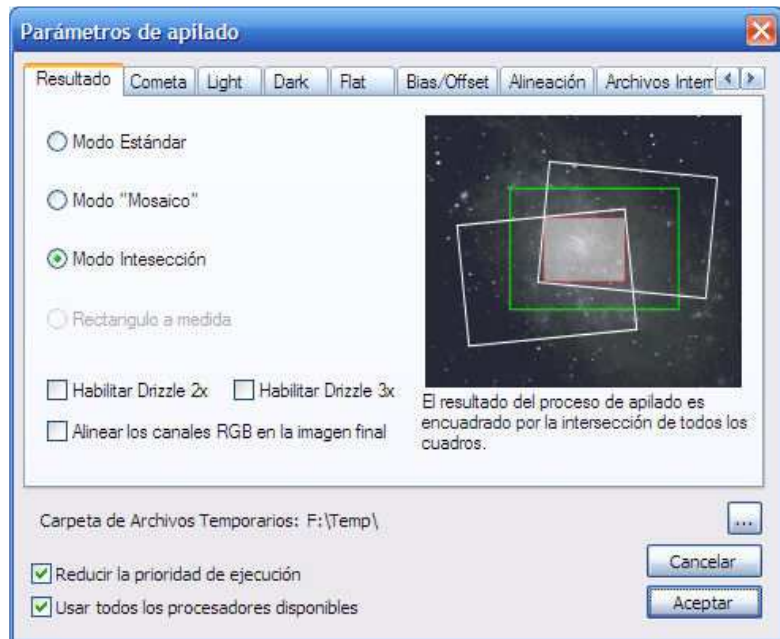 Parámetros de apilado
Resultado Cometa Light Dark Flat Bias/Offset Alineación Archivos Interm
Modo Estándar
Modo "Mosaico"
Modo Intesección
Rectangulo a medida
Habilitar Drizzle 2x Habilitar Drizzle 3x
Alinear los canales RGB en la imagen final
El resultado del proceso de apilado es
encuadrado por la intersección de todos los
cuadros.
Carpeta de Archivos Temporarios: F:\Temp\
...
Reducir la prioridad de ejecución
Usar todos los procesadores disponibles
Cancelar
Aceptar